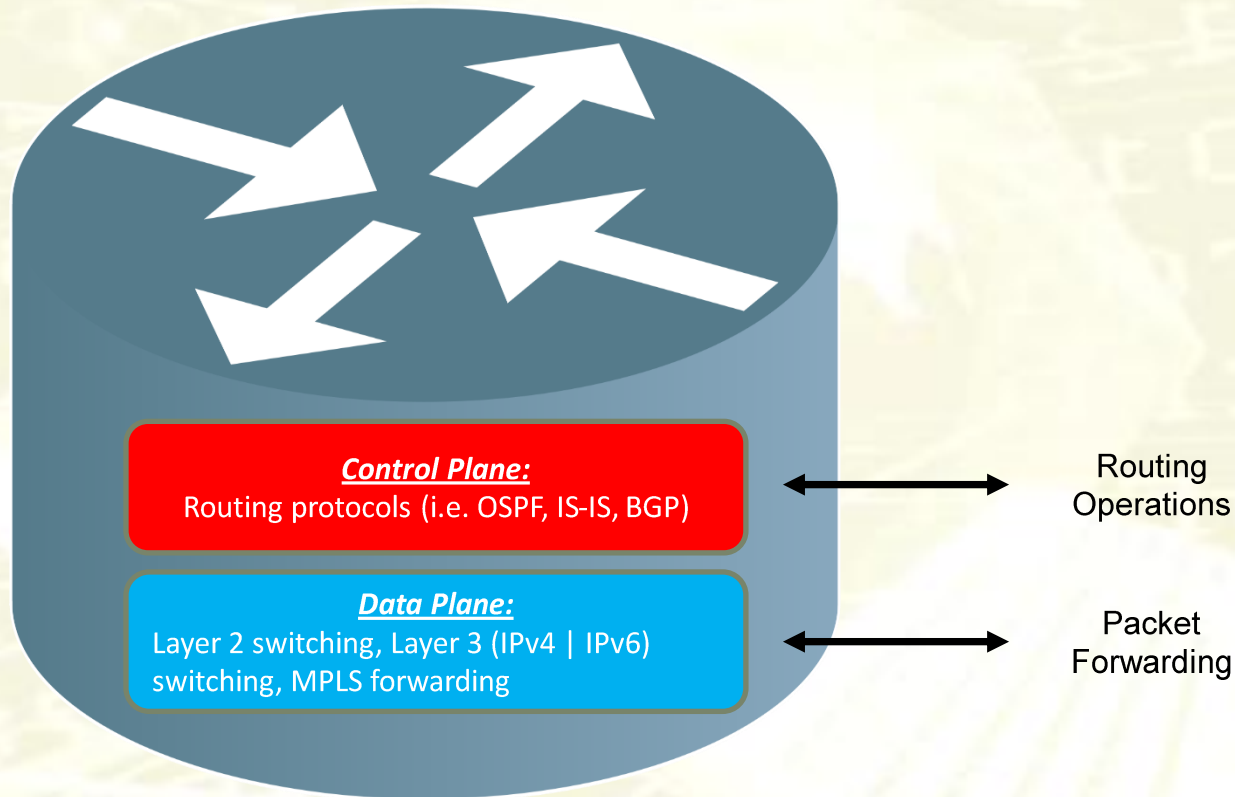 Control Plane:
Routing protocols (i.e. OSPF, IS-IS, BGP)
Routing
Operations
Data Plane:
Layer 2 switching, Layer 3 (IPv4 | IPv6)
switching, MPLS forwarding
Packet
Forwarding